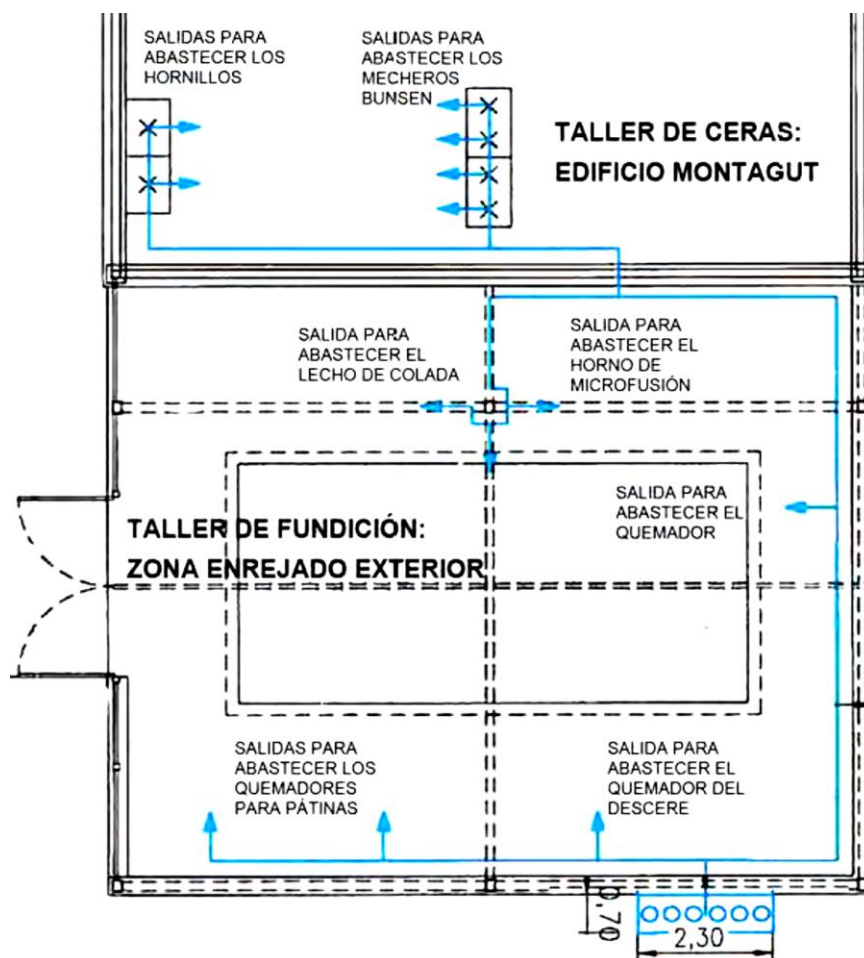 SALIDAS PARA
ABASTECER LOS
HORNILLOS
SALIDAS PARA
ABASTECER LOS
MECHEROS
BUNSEN
TALLER DE CERAS:
EDIFICIO MONTAGUT
SALIDA PARA
ABASTECER EL
LECHO DE COLADA
SALIDA PARA
ABASTECER EL
HORNO DE
MICROFUSIÓN
SALIDA PARA
ABASTECER EL
QUEMADOR
TALLER DE FUNDICIÓN:
ZONA ENREJADO EXTERIOR
SALIDAS PARA
ABASTECER LOS
QUEMADORES
PARA PÁTINAS
SALIDA PARA
ABASTECER EL
QUEMADOR DEL
DESCERE
0,70
2,30